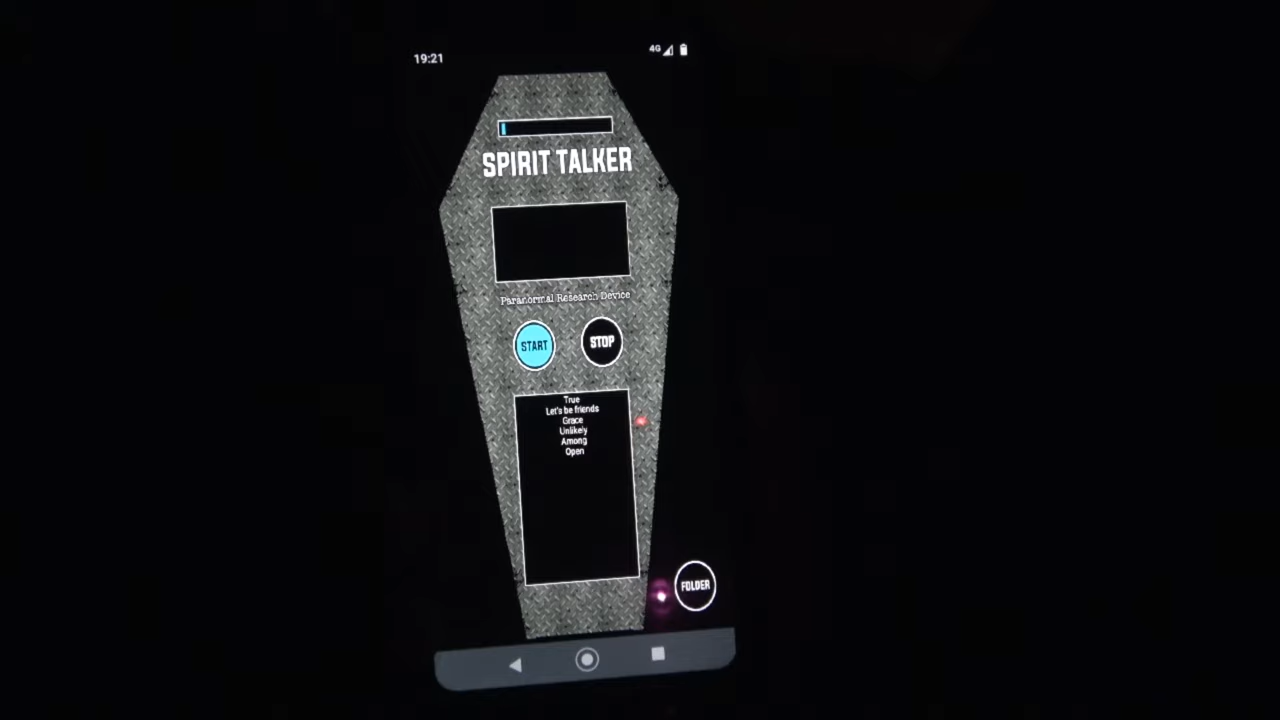 19:21
4G
SPIRIT TALKER
Paranormal Research Device
START
STOP
True
Let's be friends
Grace
Unlikely
Among
Open
FOLDER